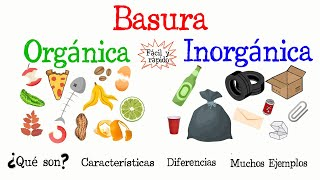 Basura
Orgánica
Fácil y
rápido
Inorgánica
¿Qué son?
Características
Diferencias
Muchos Ejemplos